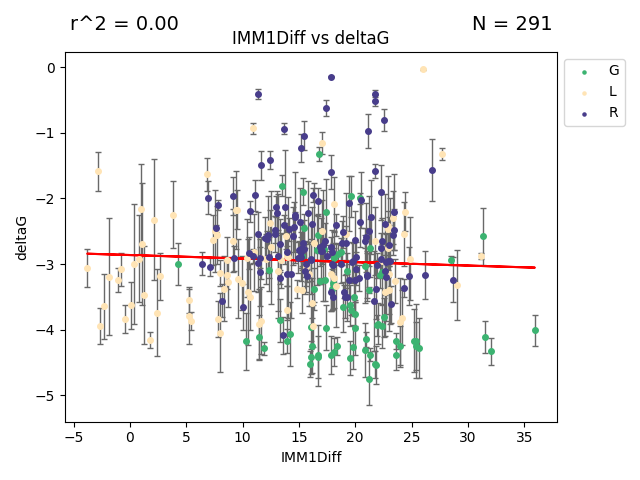 r^2 = 0.00 N = 291
IMM1Diff vs deltaG
G
L
R
0
−1
−2
−3
−4
−5
deltaG
−5 0 5 10 15 20 25 30 35
IMM1Diff